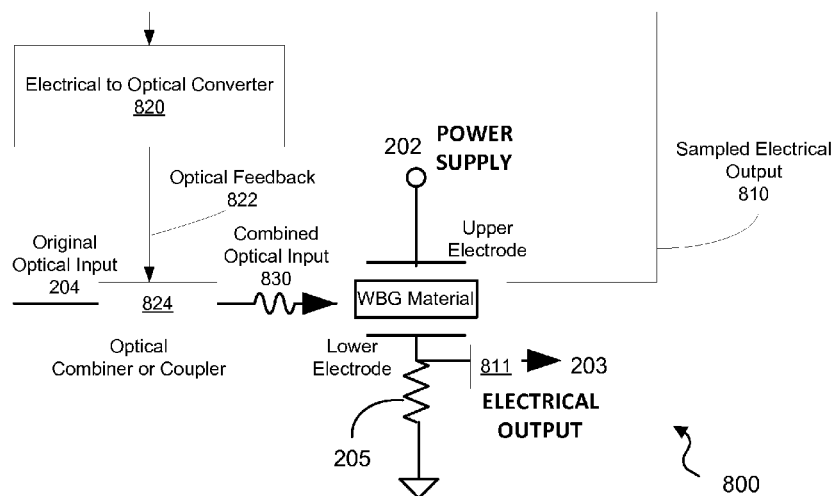 Electrical to Optical Converter
820
202
POWER
SUPPLY
Sampled Electrical
Output
810
Optical Feedback
822
Original
Optical Input
204
Combined
Optical Input
830
Upper
Electrode
824
WBG Material
Optical
Combiner or Coupler
Lower
Electrode
811
203
ELECTRICAL
OUTPUT
205
800